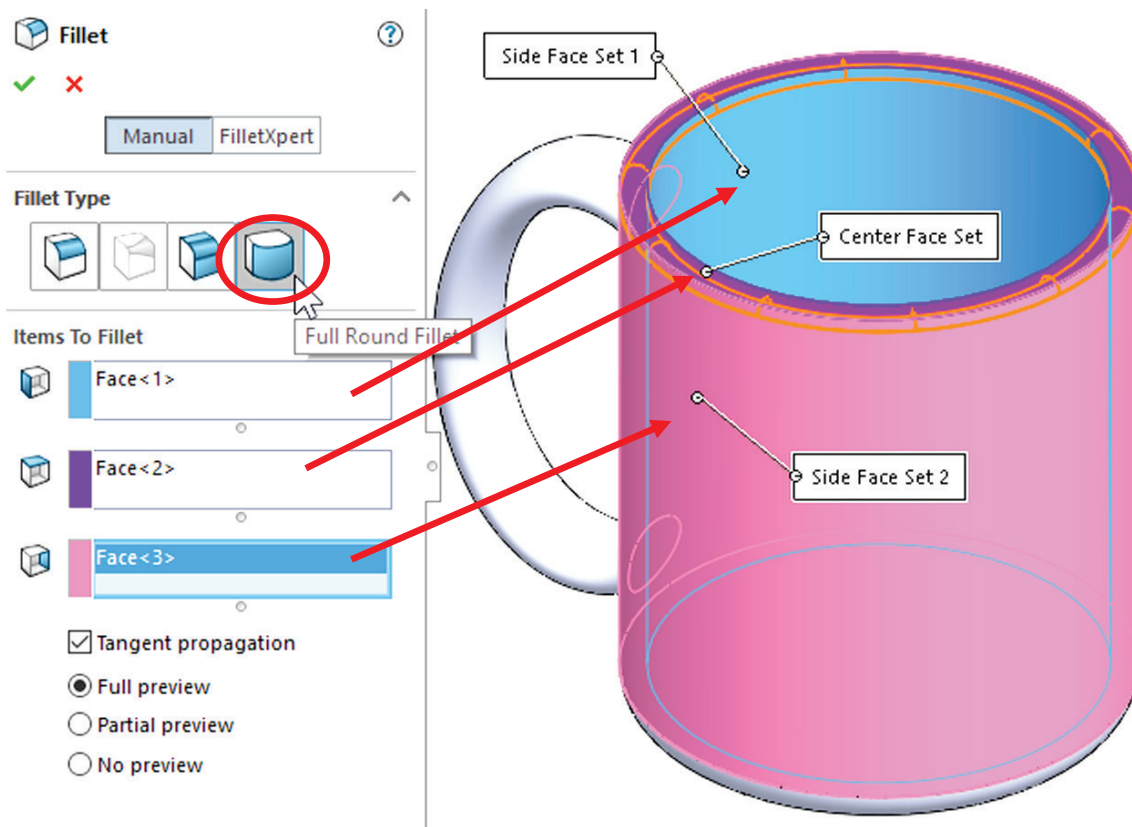 Fillet
?
Manual FilletXpert
Fillet Type
Full Round Fillet
Items To Fillet
Face<1>
Face<2>
Face<3>
Tangent propagation
Full preview
Partial preview
No preview
Side Face Set 1
Center Face Set
Side Face Set 2